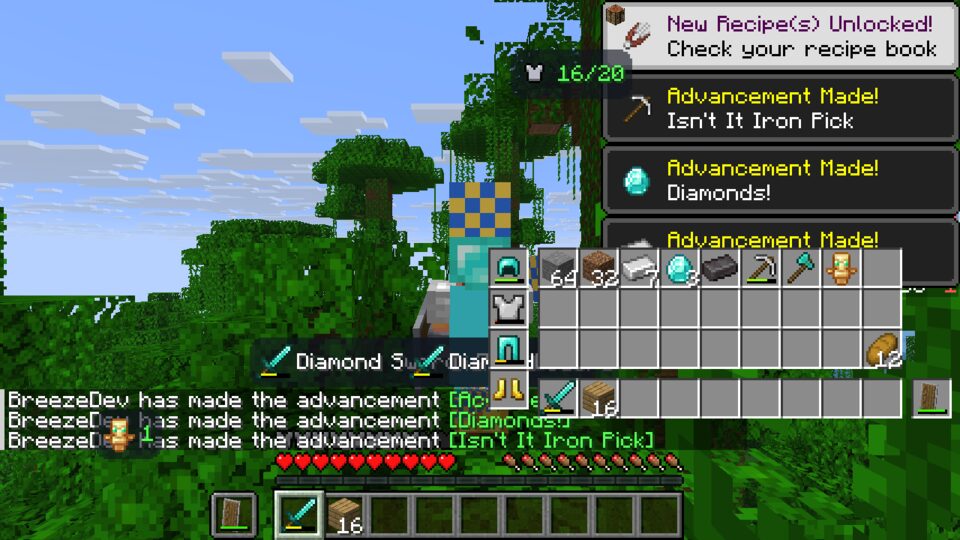 New Recipe(s) Unlocked!
Check your recipe book
16/20
Advancement Made!
Isn't It Iron Pick
Advancement Made!
Diamonds!
Advancement Made!
64
32
7
3
12
16
Diamond
BreezeDev has made the advancement
BreezeDev has made the advancement [Diamonds!]
BreezeDev has made the advancement [Isn't It Iron Pick]
1
16